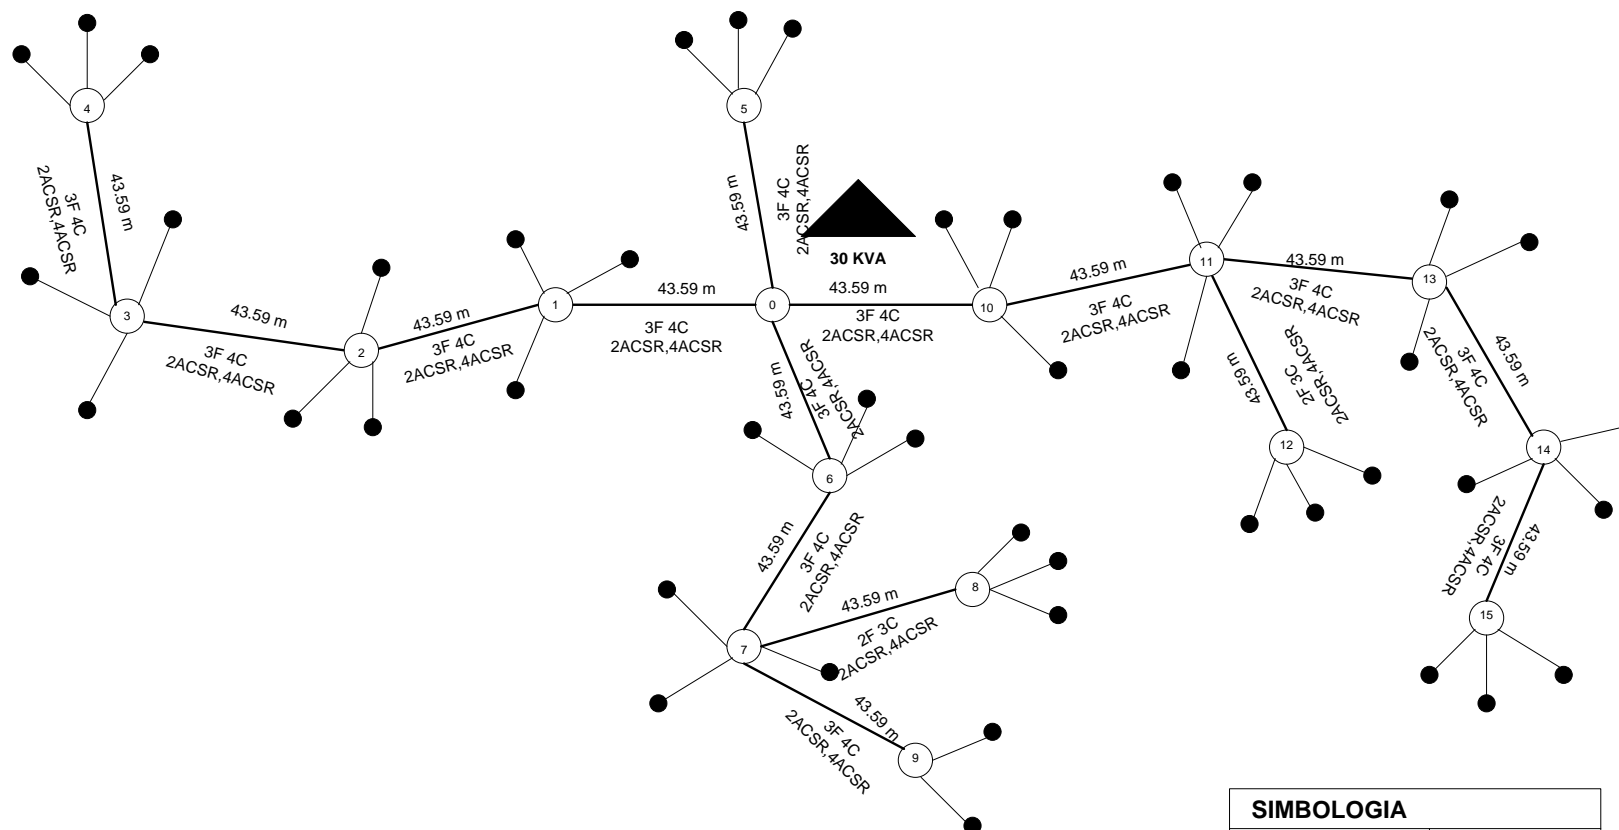 4
5
43.59 m
3F 4C
2ACSR,4ACSR
43.59 m
3F 4C
2ACSR,4ACSR
30 KVA
3
43.59 m
3F 4C
2ACSR,4ACSR
2
43.59 m
3F 4C
2ACSR,4ACSR
1
43.59 m
3F 4C
2ACSR,4ACSR
0
43.59 m
3F 4C
2ACSR,4ACSR
10
43.59 m
3F 4C
2ACSR,4ACSR
11
43.59 m
3F 4C
2ACSR,4ACSR
13
43.59 m
3F 4C
2ACSR,4ACSR
6
43.59 m
2F 3C
2ACSR,4ACSR
12
43.59 m
3F 4C
2ACSR,4ACSR
14
43.59 m
3F 4C
2ACSR,4ACSR
7
43.59 m
2F 3C
2ACSR,4ACSR
8
43.59 m
3F 4C
2ACSR,4ACSR
15
43.59 m
3F 4C
2ACSR,4ACSR
9
SIMBOLOGIA